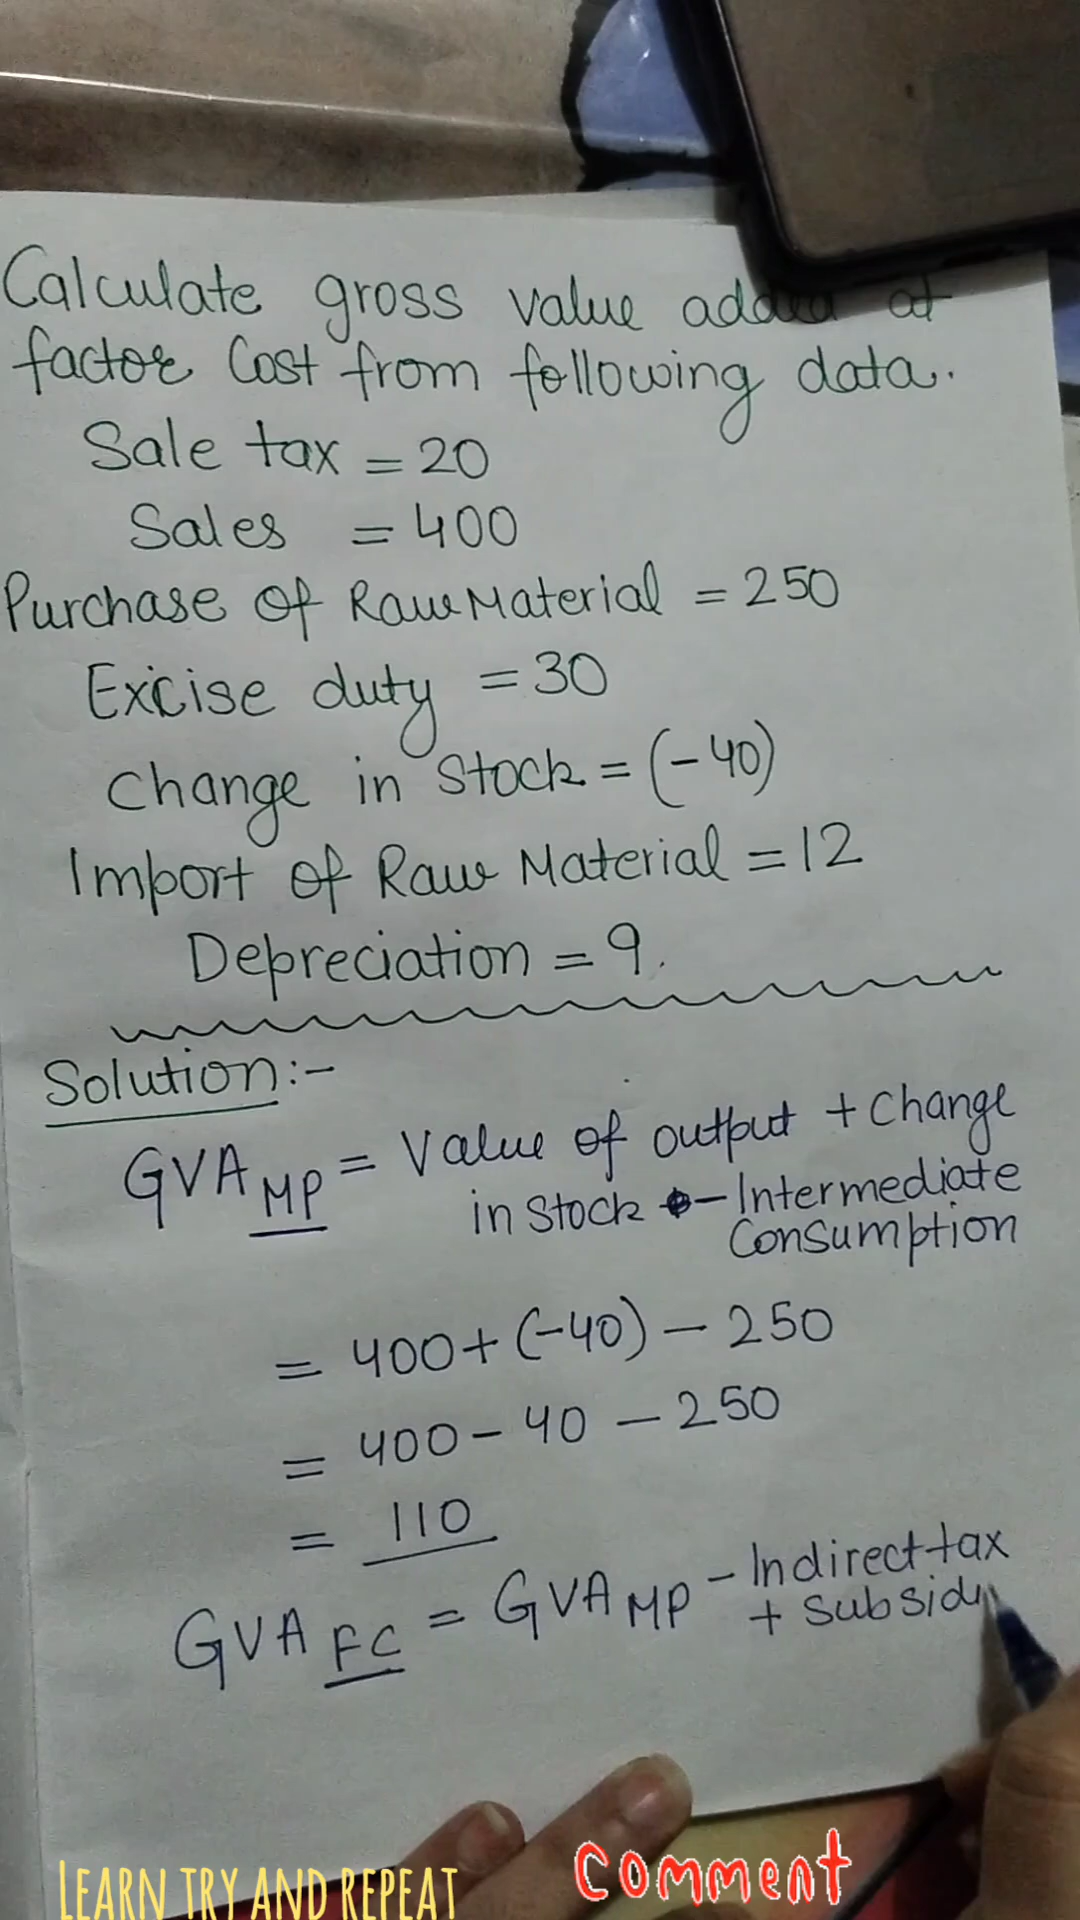 Calculate gross value added at
factor Cost from following data.
Sale tax = 20
Sales = 400
Purchase of Raw Material = 250
Excise duty = 30
Change in Stock = (-40)
Import of Raw Material = 12
Depreciation = 9.
Solution:-
GVA MP = Value of output + Change
in Stock - Intermediate
Consumption
= 400 + (-40) - 250
= 400 - 40 - 250
= 110
GVA FC = GVA MP - Indirect tax
+ Subsidy
LEARN TRY AND REPEAT
comment